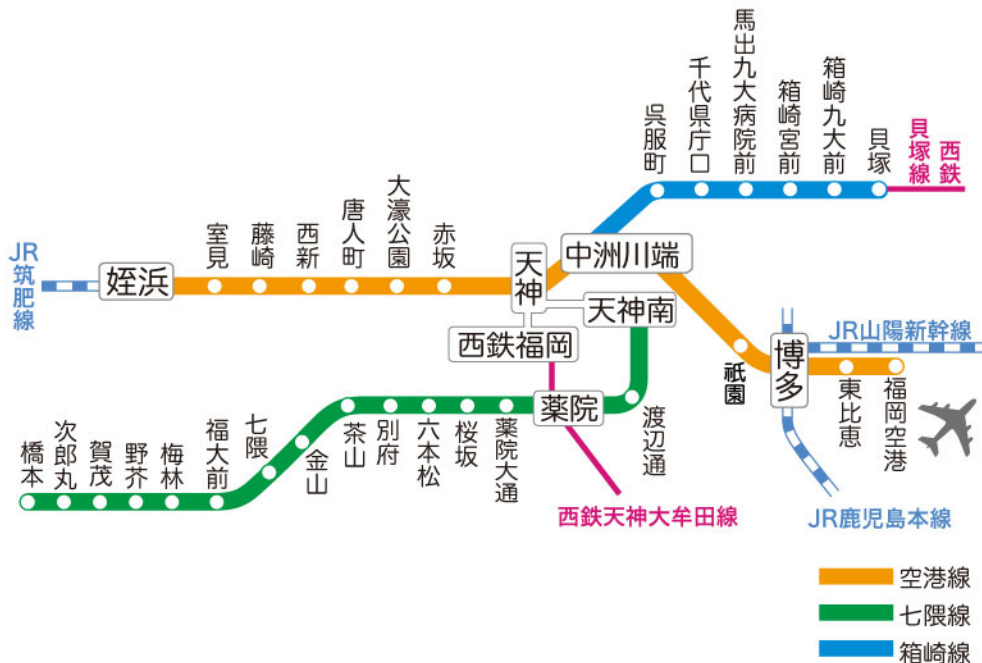 呉服町
千代県庁口
馬出九大病院前
箱崎宮前
箱崎九大前
貝塚
西鉄
貝塚線
JR
筑肥線
姪浜
室見
藤崎
西新
唐人町
大濠公園
赤坂
天神
中洲川端
天神南
西鉄福岡
祇園
博多
JR山陽新幹線
東比恵
福岡空港
橋本
次郎丸
賀茂
野芥
梅林
福大前
七隈
金山
茶山
別府
六本松
桜坂
薬院大通
薬院
渡辺通
西鉄天神大牟田線
JR鹿児島本線
空港線
七隈線
箱崎線